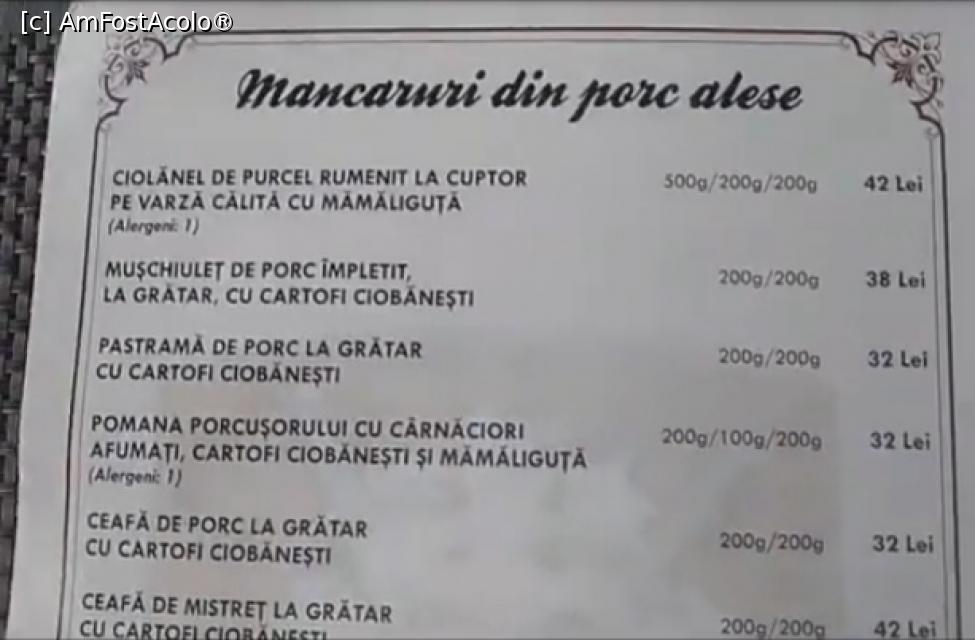 [c] AmFostAcolo®
Mancaruri din porc alese
CIOLĂNEL DE PURCEL RUMENIT LA CUPTOR 500g/200g/200g 42 Lei
PE VARZĂ CĂLITĂ CU MĂMĂLIGUȚĂ
(Alergeni: 1)
MUȘCHIULEȚ DE PORC ÎMPLETIT, 200g/200g 38 Lei
LA GRĂTAR, CU CARTOFI CIOBĂNEȘTI
PASTRAMĂ DE PORC LA GRĂTAR 200g/200g 32 Lei
CU CARTOFI CIOBĂNEȘTI
POMANA PORCUȘORULUI CU CÂRNĂCIORI 200g/100g/200g 32 Lei
AFUMAȚI, CARTOFI CIOBĂNEȘTI ȘI MĂMĂLIGUȚĂ
(Alergeni: 1)
CEAFĂ DE PORC LA GRĂTAR 200g/200g 32 Lei
CU CARTOFI CIOBĂNEȘTI
CEAFĂ DE MISTREȚ LA GRĂTAR 200g/200g 42 Lei
CU CARTOFI CIOBĂNEȘTI